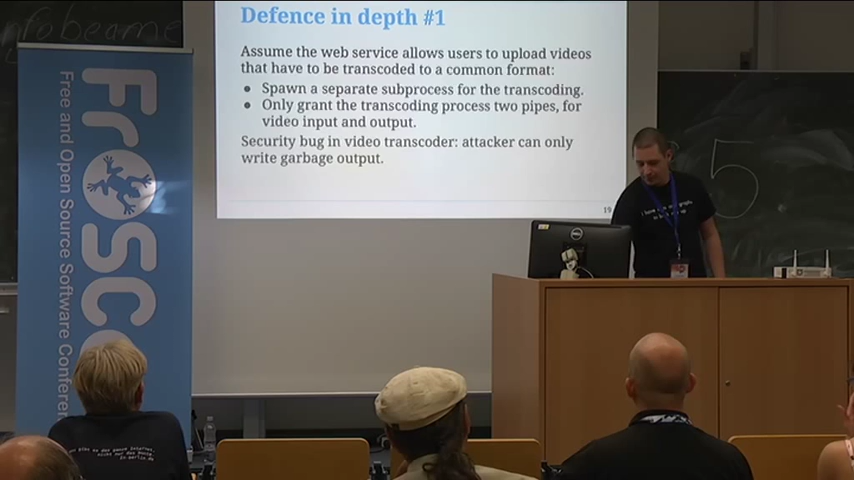 Defence in depth #1
Assume the web service allows users to upload videos
that have to be transcoded to a common format:
● Spawn a separate subprocess for the transcoding.
● Only grant the transcoding process two pipes, for
video input and output.
Security bug in video transcoder: attacker can only
write garbage output.
19
FrOSC
Free and Open Source Software Conferen
5
DELL